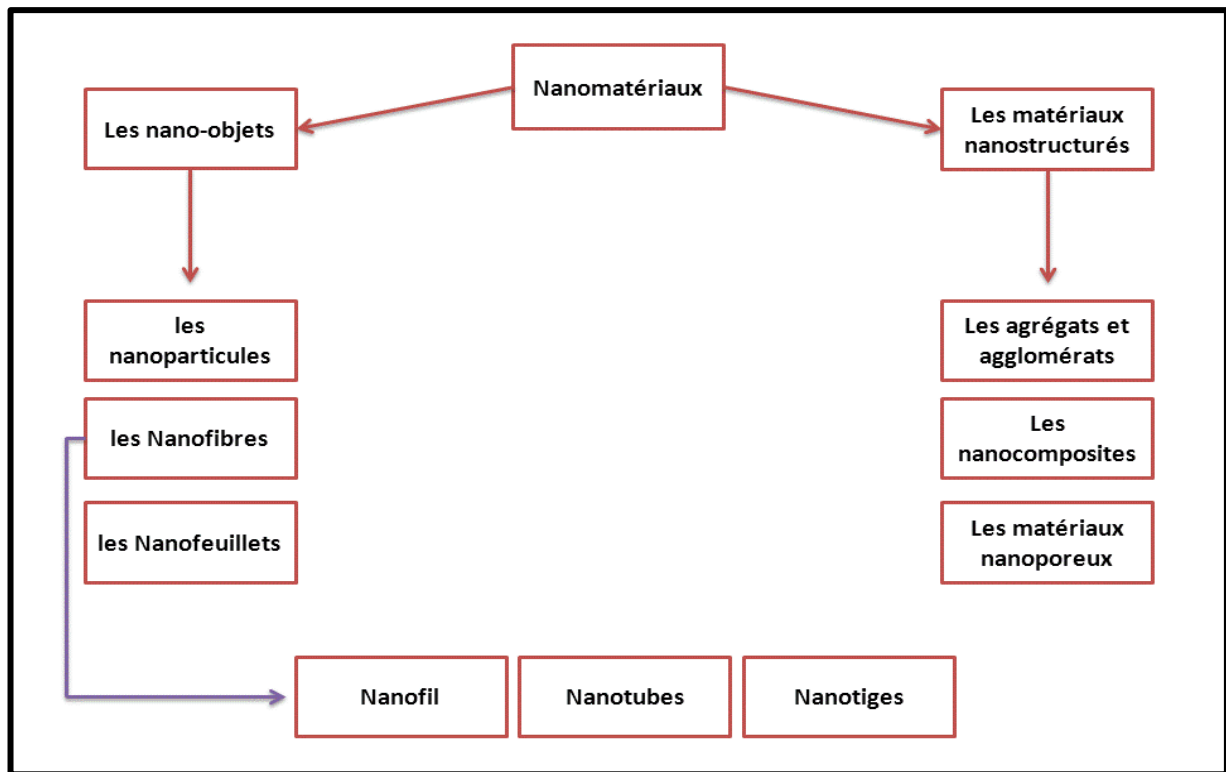 Nanomatériaux
Les nano-objets
Les matériaux
nanostructurés
les
nanoparticules
Les agrégats et
agglomérats
les Nanofibres
Les
nanocomposites
les Nanofeuillets
Les matériaux
nanoporeux
Nanofil
Nanotubes
Nanotiges